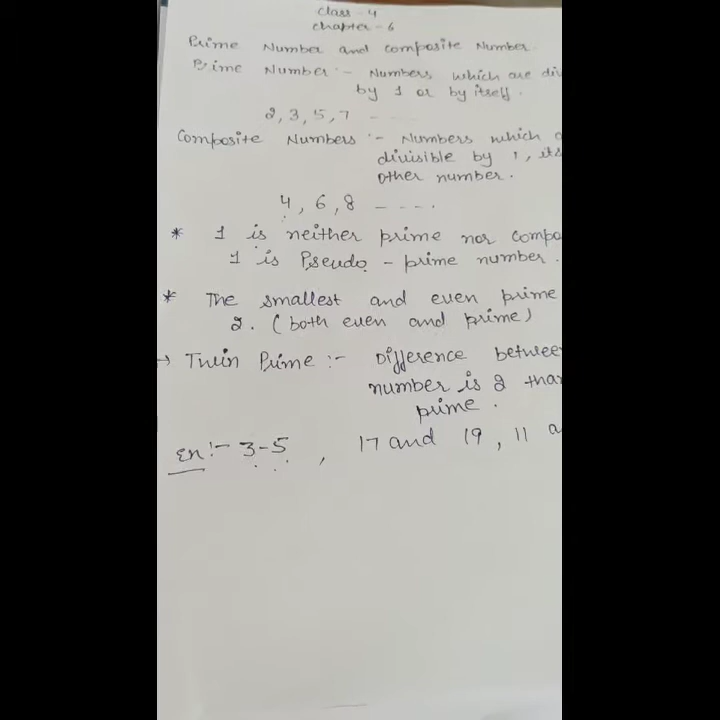 Class - 4
Chapter - 6
Prime Number and Composite Number
Prime Number :- Numbers which are div
by 1 or by itself.
2, 3, 5, 7 - - -
Composite Numbers :- Numbers which a
divisible by 1, its
other number.
4, 6, 8 - - - -.
* 1 is neither prime nor compo
1 is Pseudo - prime number.
* The smallest and even prime
2. (both even and prime)
→ Twin Prime :- Difference betwee
number is 2 than
prime.
Ex :- 3-5 , 17 and 19, 11 a